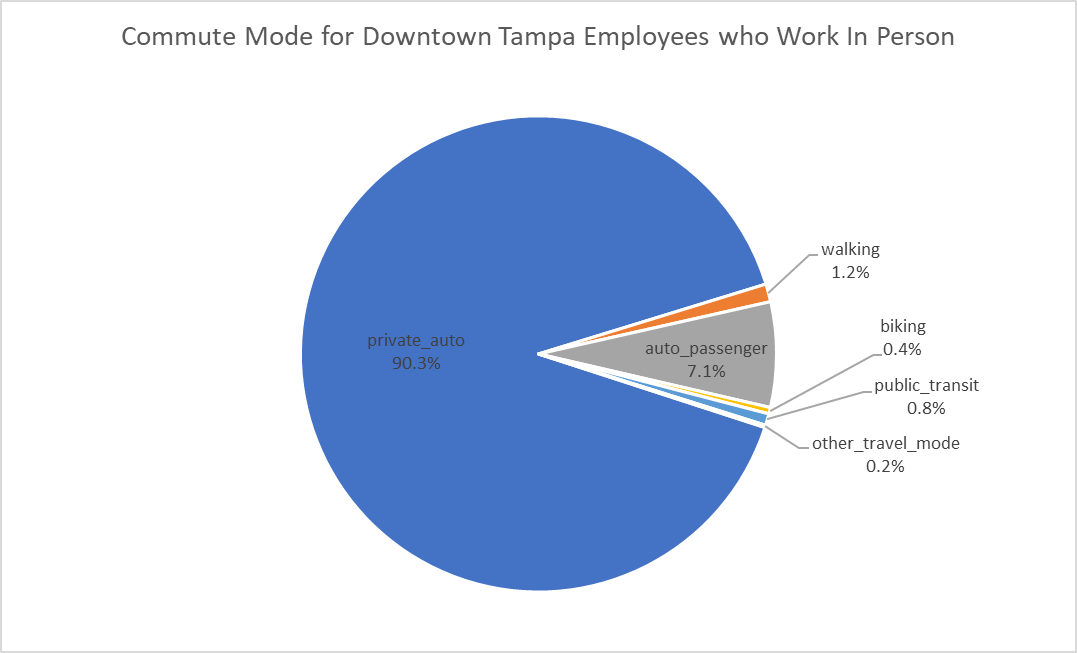 Commute Mode for Downtown Tampa Employees who Work In Person
walking
1.2%
biking
0.4%
private_auto
90.3%
auto_passenger
7.1%
public_transit
0.8%
other_travel_mode
0.2%